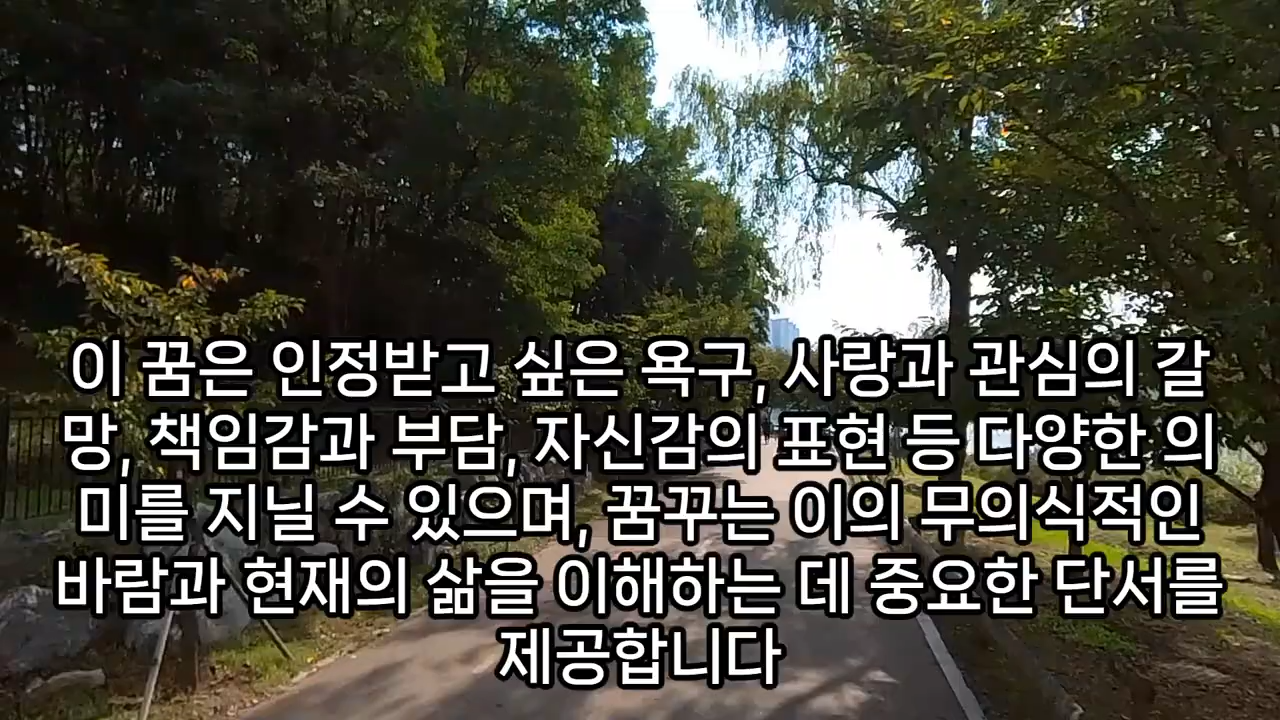 이 꿈은 인정받고 싶은 욕구, 사랑과 관심의 갈
망, 책임감과 부담, 자신감의 표현 등 다양한 의
미를 지닐 수 있으며, 꿈꾸는 이의 무의식적인
바람과 현재의 삶을 이해하는 데 중요한 단서를
제공합니다